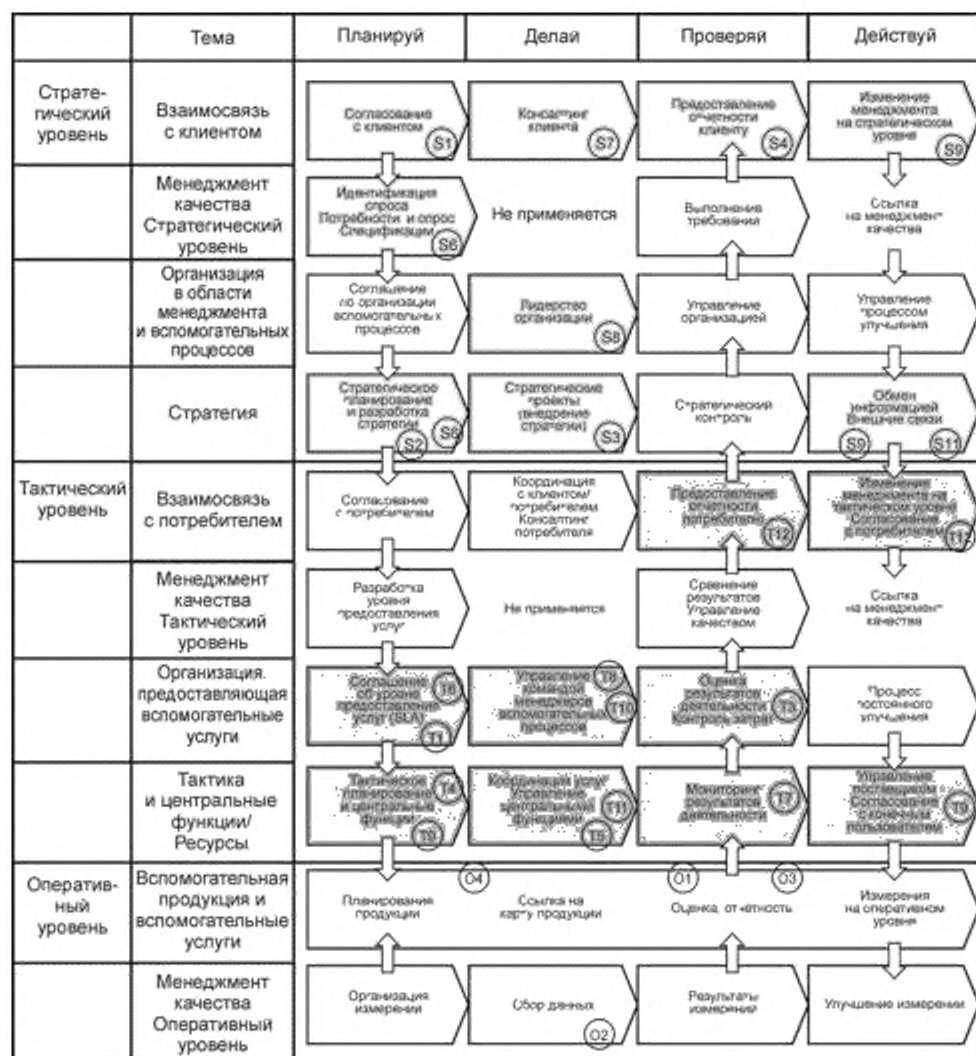 Тема
Планируй
Делай
Проверяй
Действуй
Страте-
гический
уровень
Взаимосвязь
с клиентом
Согласование
с клиентом
S1
Консалтинг
клиента
S7
Предоставление
отчетности
клиенту
S4
Изменение
менеджмента
на стратегическом
уровне
S9
Менеджмент
качества
Стратегический
уровень
Идентификация
спроса
Потребности и спрос
Спецификации
S6
Не применяется
Выполнение
требований
Ссылка
на менеджмент
качества
Организация
в области
менеджмента
и вспомогательных
процессов
Соглашение
по организации
вспомогательных
процессов
Лидерство
организации
S8
Управление
организацией
Управление
процессом
улучшения
Стратегия
Стратегическое
планирование
и разработка
стратегии
S2
Стратегические
проекты
(внедрение
стратегии)
S3
Стратегический
контроль
Обмен
информацией
Внешние связи
S9
S11
Тактический
уровень
Взаимосвязь
с потребителем
Согласование
с потребителем
Координация
с клиентом/
потребителем
Консалтинг
потребителя
Предоставление
отчетности
потребителю
T12
Изменение
менеджмента на
тактическом уровне
Согласование
с потребителем
Менеджмент
качества
Тактический
уровень
Разработка
уровня
предоставления
услуг
Не применяется
Сравнение
результатов
Управление
качеством
Ссылка
на менеджмент
качества
Организация,
предоставляющая
вспомогательные
услуги
Соглашение
об уровне
предоставления
услуг (SLA)
T6
T1
Управление
командой
менеджеров
вспомогательных
процессов
T8
T10
Оценка
результатов
деятельности
Контроль затрат
T3
Процесс
постоянного
улучшения
Тактика
и центральные
функции/
Ресурсы
Тактическое
планирование
и центральные
функции
T4
T9
Координация услуг
Управление
центральными
функциями
T11
T5
Мониторинг
результатов
деятельности
T7
Управление
поставщиком
Согласование
с конечным
пользователем
T9
Оператив-
ный
уровень
Вспомогательная
продукция и
вспомогательные
услуги
Планирование
продукции
O4
Ссылка на
карту продукции
O1
O3
Оценка, отчетность
Измерения
на оперативном
уровне
Менеджмент
качества
Оперативный
уровень
Организация
измерений
Сбор данных
O2
Результаты
измерений
Улучшение измерений